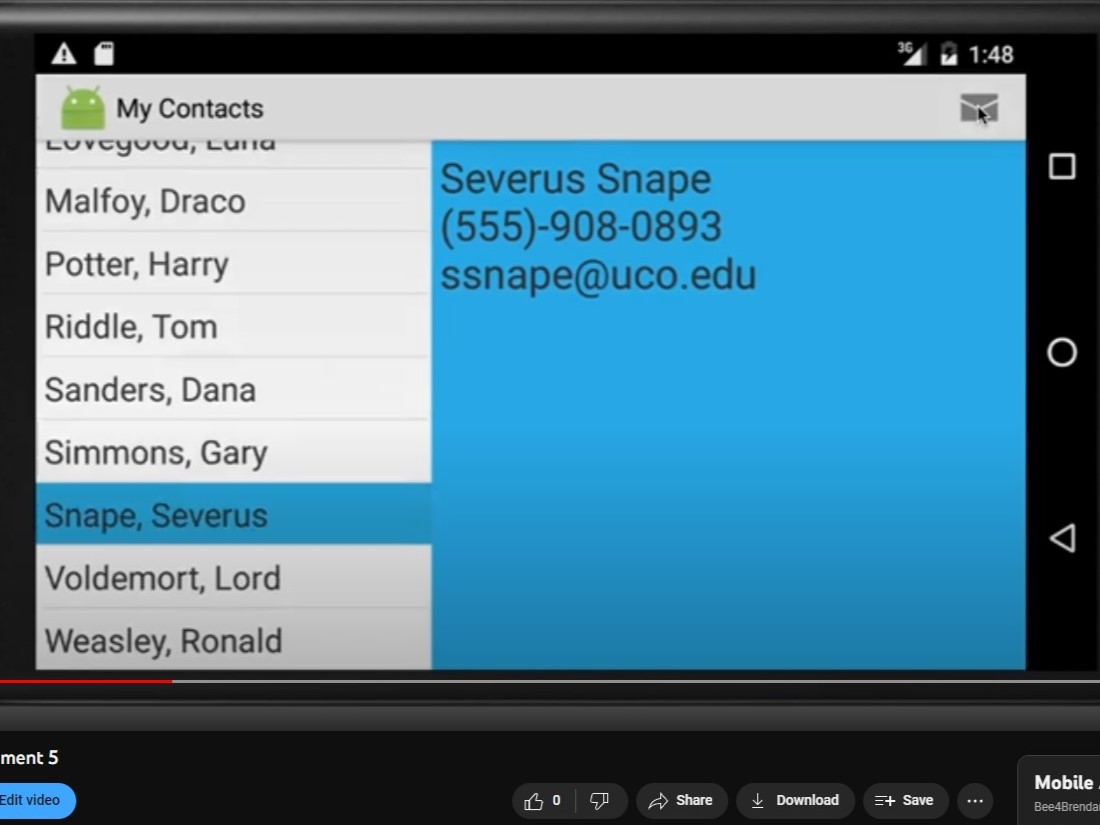 3G 1:48
My Contacts
Lovegood, Luna
Malfoy, Draco
Potter, Harry
Riddle, Tom
Sanders, Dana
Simmons, Gary
Snape, Severus
Voldemort, Lord
Weasley, Ronald
Severus Snape
(555)-908-0893
ssnape@uco.edu
ment 5
Edit video
0
Share
Download
Save
Mobile
Bee4Brenda